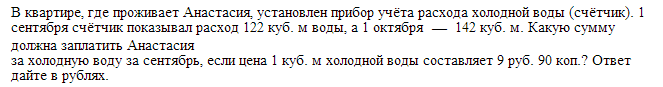 В квартире, где проживает Анастасия, установлен прибор учёта расхода холодной воды (счётчик). 1
сентября счётчик показывал расход 122 куб. м воды, а 1 октября — 142 куб. м. Какую сумму
должна заплатить Анастасия
за холодную воду за сентябрь, если цена 1 куб. м холодной воды составляет 9 руб. 90 коп.? Ответ
дайте в рублях.